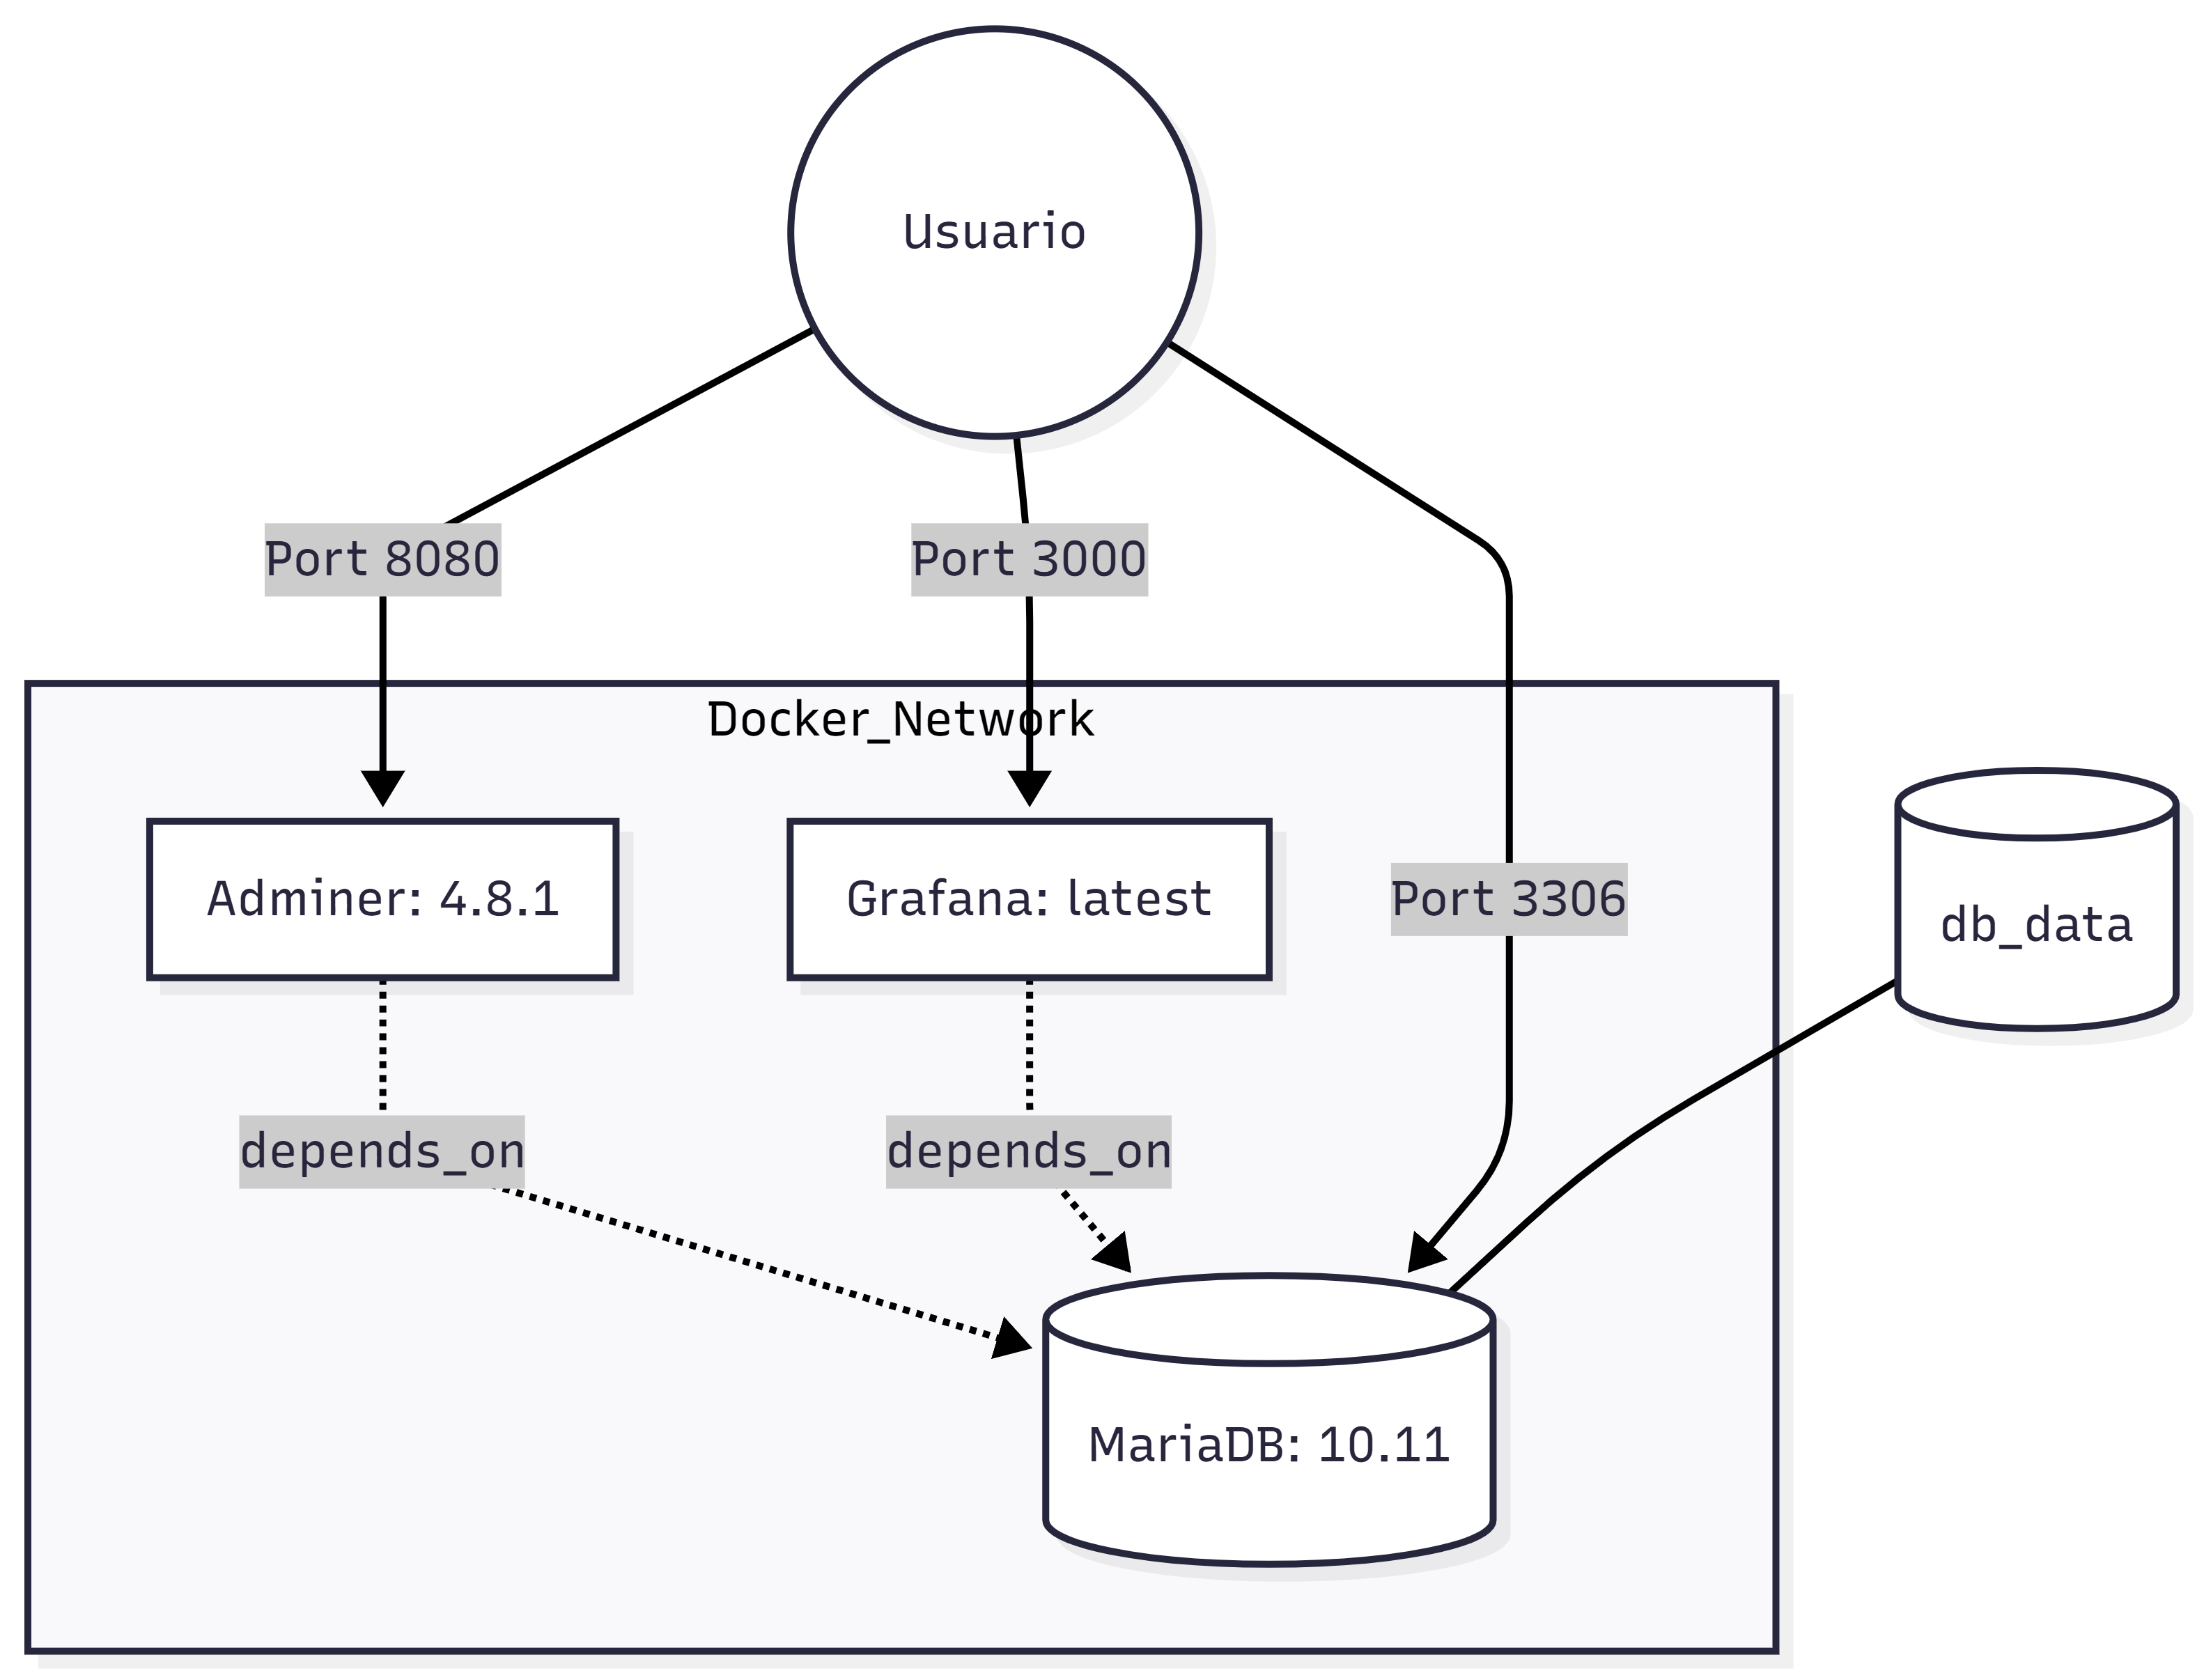 Usuario
Port 8080
Port 3000
Docker_Network
Adminer: 4.8.1
Grafana: latest
Port 3306
db_data
depends_on
depends_on
MariaDB: 10.11